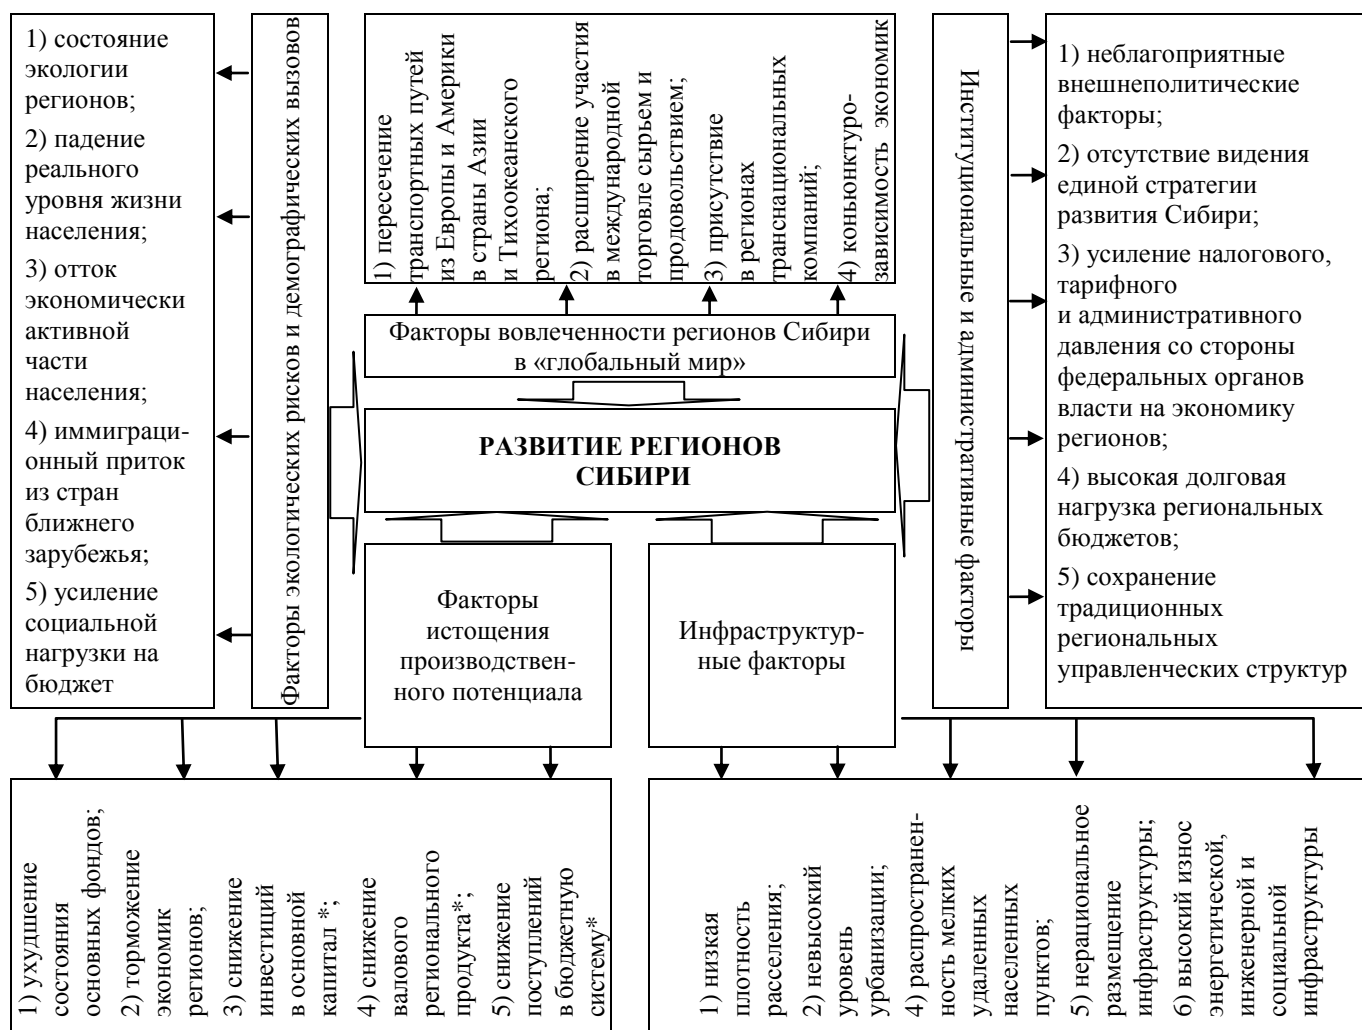 1) состояние
экологии
регионов;
2) падение
реального
уровня жизни
населения;
3) отток
экономически
активной
части
населения;
4) иммиграци-
онный приток
из стран
ближнего
зарубежья;
5) усиление
социальной
нагрузки на
бюджет
Факторы экологических рисков и демографических вызовов
1) пересечение
транспортных путей
из Европы и Америки
в страны Азии
и Тихоокеанского
региона;
2) расширение участия
в международной
торговле сырьем и
продовольствием;
3) присутствие
в регионах
транснациональных
компаний;
4) коньюнктуро-
зависимость экономик
Факторы вовлеченности регионов Сибири
в «глобальный мир»
РАЗВИТИЕ РЕГИОНОВ
СИБИРИ
Институциональные и административные факторы
1) неблагоприятные
внешнеполитические
факторы;
2) отсутствие видения
единой стратегии
развития Сибири;
3) усиление налогового,
тарифного
и административного
давления со стороны
федеральных органов
власти на экономику
регионов;
4) высокая долговая
нагрузка региональных
бюджетов;
5) сохранение
традиционных
региональных
управленческих структур
Факторы
истощения
производствен-
ного потенциала
Инфраструктур-
ные факторы
1) ухудшение
состояния
основных фондов;
2) торможение
экономик
регионов;
3) снижение
инвестиций
в основной
капитал*;
4) снижение
валового
регионального
продукта*;
5) снижение
поступлений
в бюджетную
систему*
1) низкая
плотность
расселения;
2) невысокий
уровень
урбанизации;
4) распространен-
ность мелких
удаленных
населенных
пунктов;
5) нерациональное
размещение
инфраструктуры;
6) высокий износ
энергетической,
инженерной и
социальной
инфраструктуры